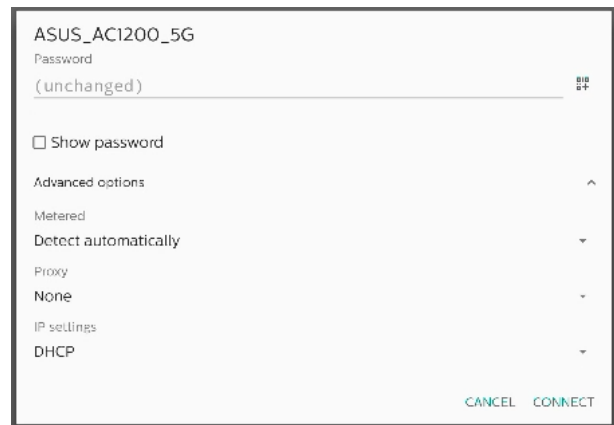 ASUS_AC1200_5G
Password
(unchanged)
Show password
Advanced options
Metered
Detect automatically
Proxy
None
IP settings
DHCP
CANCEL CONNECT